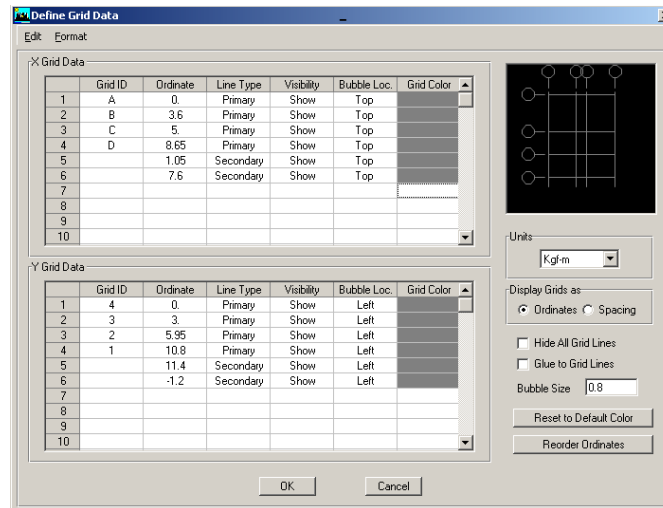 Define Grid Data
Edit Format
X Grid Data
Grid ID Ordinate Line Type Visibility Bubble Loc. Grid Color
1 A 0. Primary Show Top
2 B 3.6 Primary Show Top
3 C 5. Primary Show Top
4 D 8.65 Primary Show Top
5 1.05 Secondary Show Top
6 7.6 Secondary Show Top
7
8
9
10
Units
Kgf-m
Y Grid Data
Grid ID Ordinate Line Type Visibility Bubble Loc. Grid Color
1 4 0. Primary Show Left
2 3 3. Primary Show Left
3 2 5.95 Primary Show Left
4 1 10.8 Primary Show Left
5 11.4 Secondary Show Left
6 -1.2 Secondary Show Left
7
8
9
10
Display Grids as
Ordinates Spacing
Hide All Grid Lines
Glue to Grid Lines
Bubble Size 0.8
Reset to Default Color
Reorder Ordinates
OK Cancel